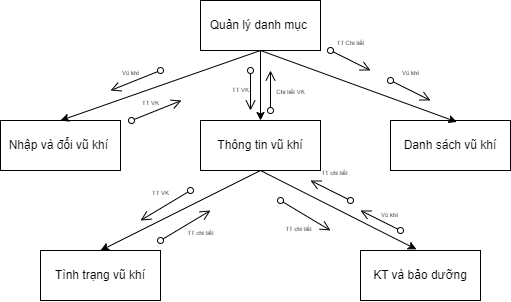 Quản lý danh mục
TT Chi tiết
Vũ khí
TT VK
Chi tiết VK
Vũ khí
TT VK
Nhập và đổi vũ khí
Thông tin vũ khí
Danh sách vũ khí
TT VK
TT chi tiết
TT chi tiết
Vũ khí
TT chi tiết
Tình trạng vũ khí
KT và bảo dưỡng